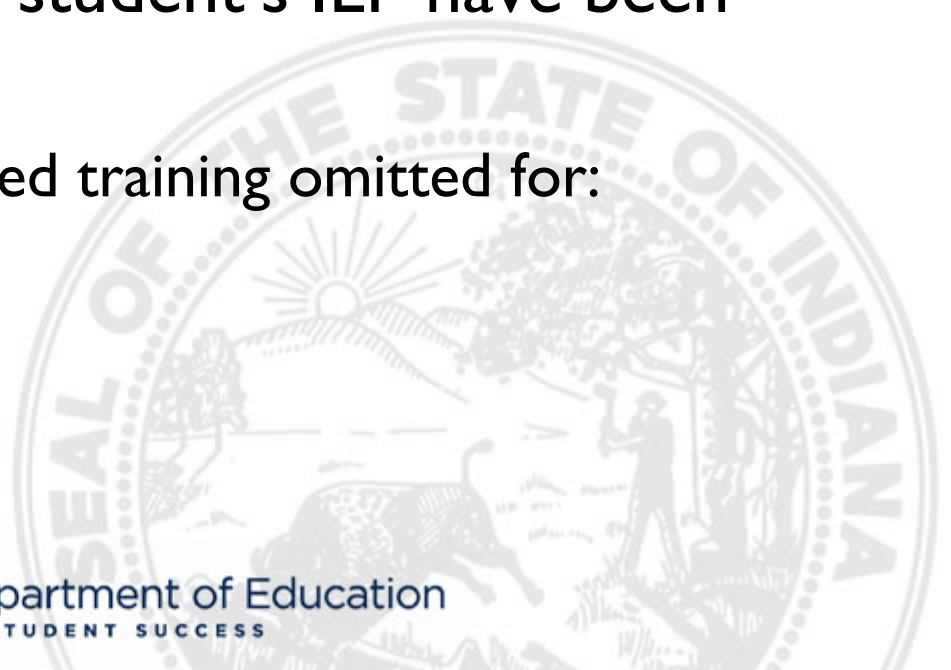 student's IEP have been
ed training omitted for:
SEAL OF THE STATE OF INDIANA
partment of Education
TUDENT SUCCESS